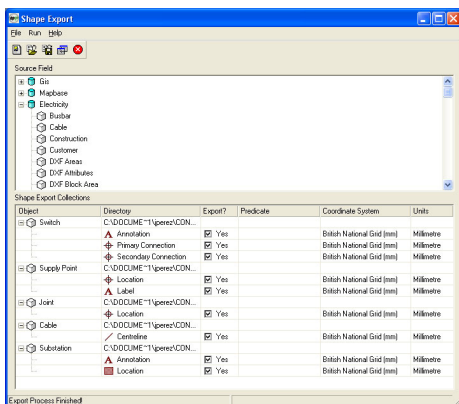 Shape Export
File Run Help
Source Field
Gis
Mapbase
Electricity
Busbar
Cable
Construction
Customer
DXF Areas
DXF Attributes
DXF Block Area
Shape Export Collections
Object Directory Export? Predicate Coordinate System Units
Switch C:\DOCUME~1\jperez\CON...
Annotation Yes British National Grid (mm) Millimetre
Primary Connection Yes British National Grid (mm) Millimetre
Secondary Connection Yes British National Grid (mm) Millimetre
Supply Point C:\DOCUME~1\jperez\CON...
Location Yes British National Grid (mm) Millimetre
Label Yes British National Grid (mm) Millimetre
Joint C:\DOCUME~1\jperez\CON...
Location Yes British National Grid (mm) Millimetre
Cable C:\DOCUME~1\jperez\CON...
Centreline Yes British National Grid (mm) Millimetre
Substation C:\DOCUME~1\jperez\CON...
Annotation Yes British National Grid (mm) Millimetre
Location Yes British National Grid (mm) Millimetre
Export Process Finished!